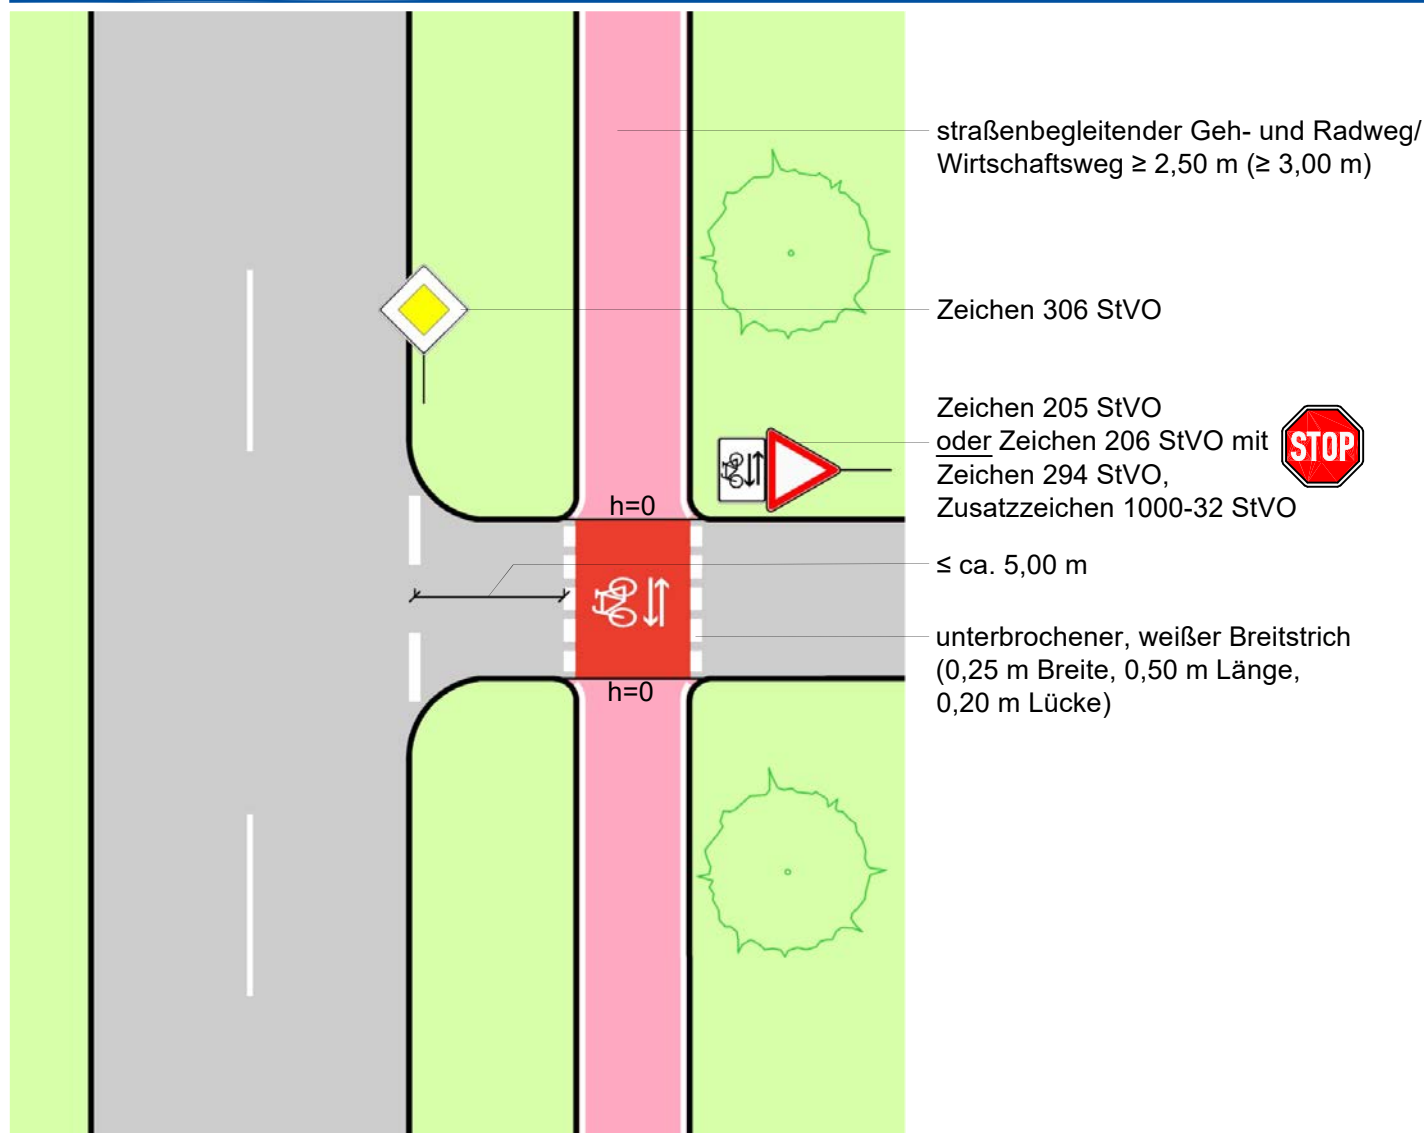 straßenbegleitender Geh- und Radweg/
Wirtschaftsweg ≥ 2,50 m (≥ 3,00 m)
Zeichen 306 StVO
Zeichen 205 StVO
oder Zeichen 206 StVO mit
STOP
Zeichen 294 StVO,
Zusatzzeichen 1000-32 StVO
h=0
≤ ca. 5,00 m
unterbrochener, weißer Breitstrich
(0,25 m Breite, 0,50 m Länge,
0,20 m Lücke)
h=0